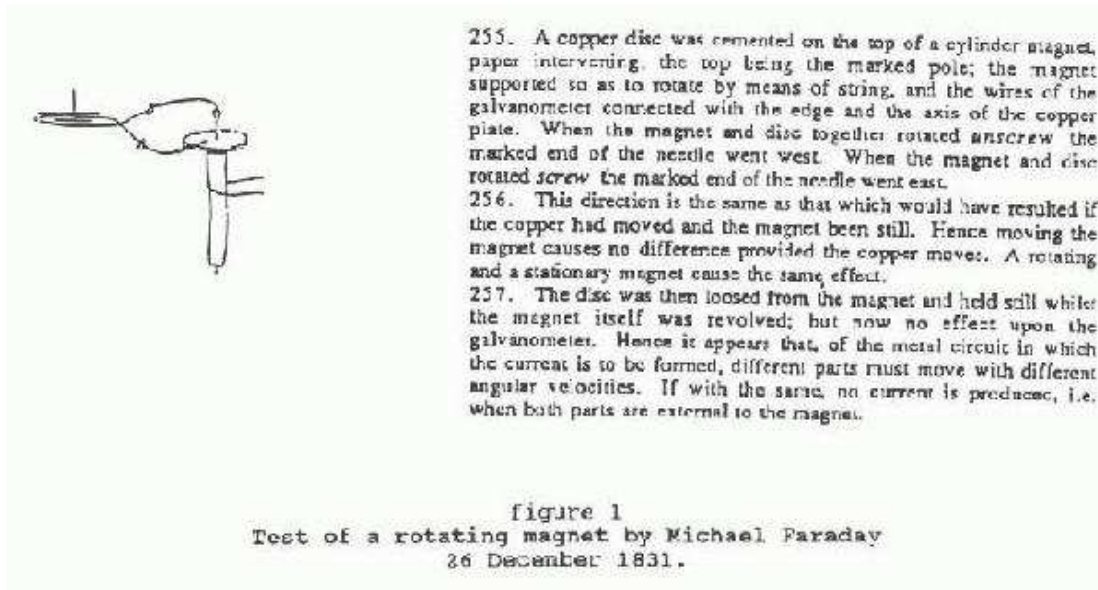 255. A copper disc was cemented on the top of a cylinder magnet,
paper intervening, the top being the marked pole; the magnet
supported so as to rotate by means of string, and the wires of the
galvanometer connected with the edge and the axis of the copper
plate. When the magnet and disc together rotated unscrew the
marked end of the needle went west. When the magnet and disc
rotated screw the marked end of the needle went east.
256. This direction is the same as that which would have resulted if
the copper had moved and the magnet been still. Hence moving the
magnet causes no difference provided the copper moves. A rotating
and a stationary magnet cause the same effect.
257. The disc was then loosed from the magnet and held still whilst
the magnet itself was revolved; but now no effect upon the
galvanometer. Hence it appears that, of the metal circuit in which
the current is to be formed, different parts must move with different
angular velocities. If with the same, no current is produced, i.e.
when both parts are external to the magnet.
figure 1
Test of a rotating magnet by Michael Faraday
26 December 1831.